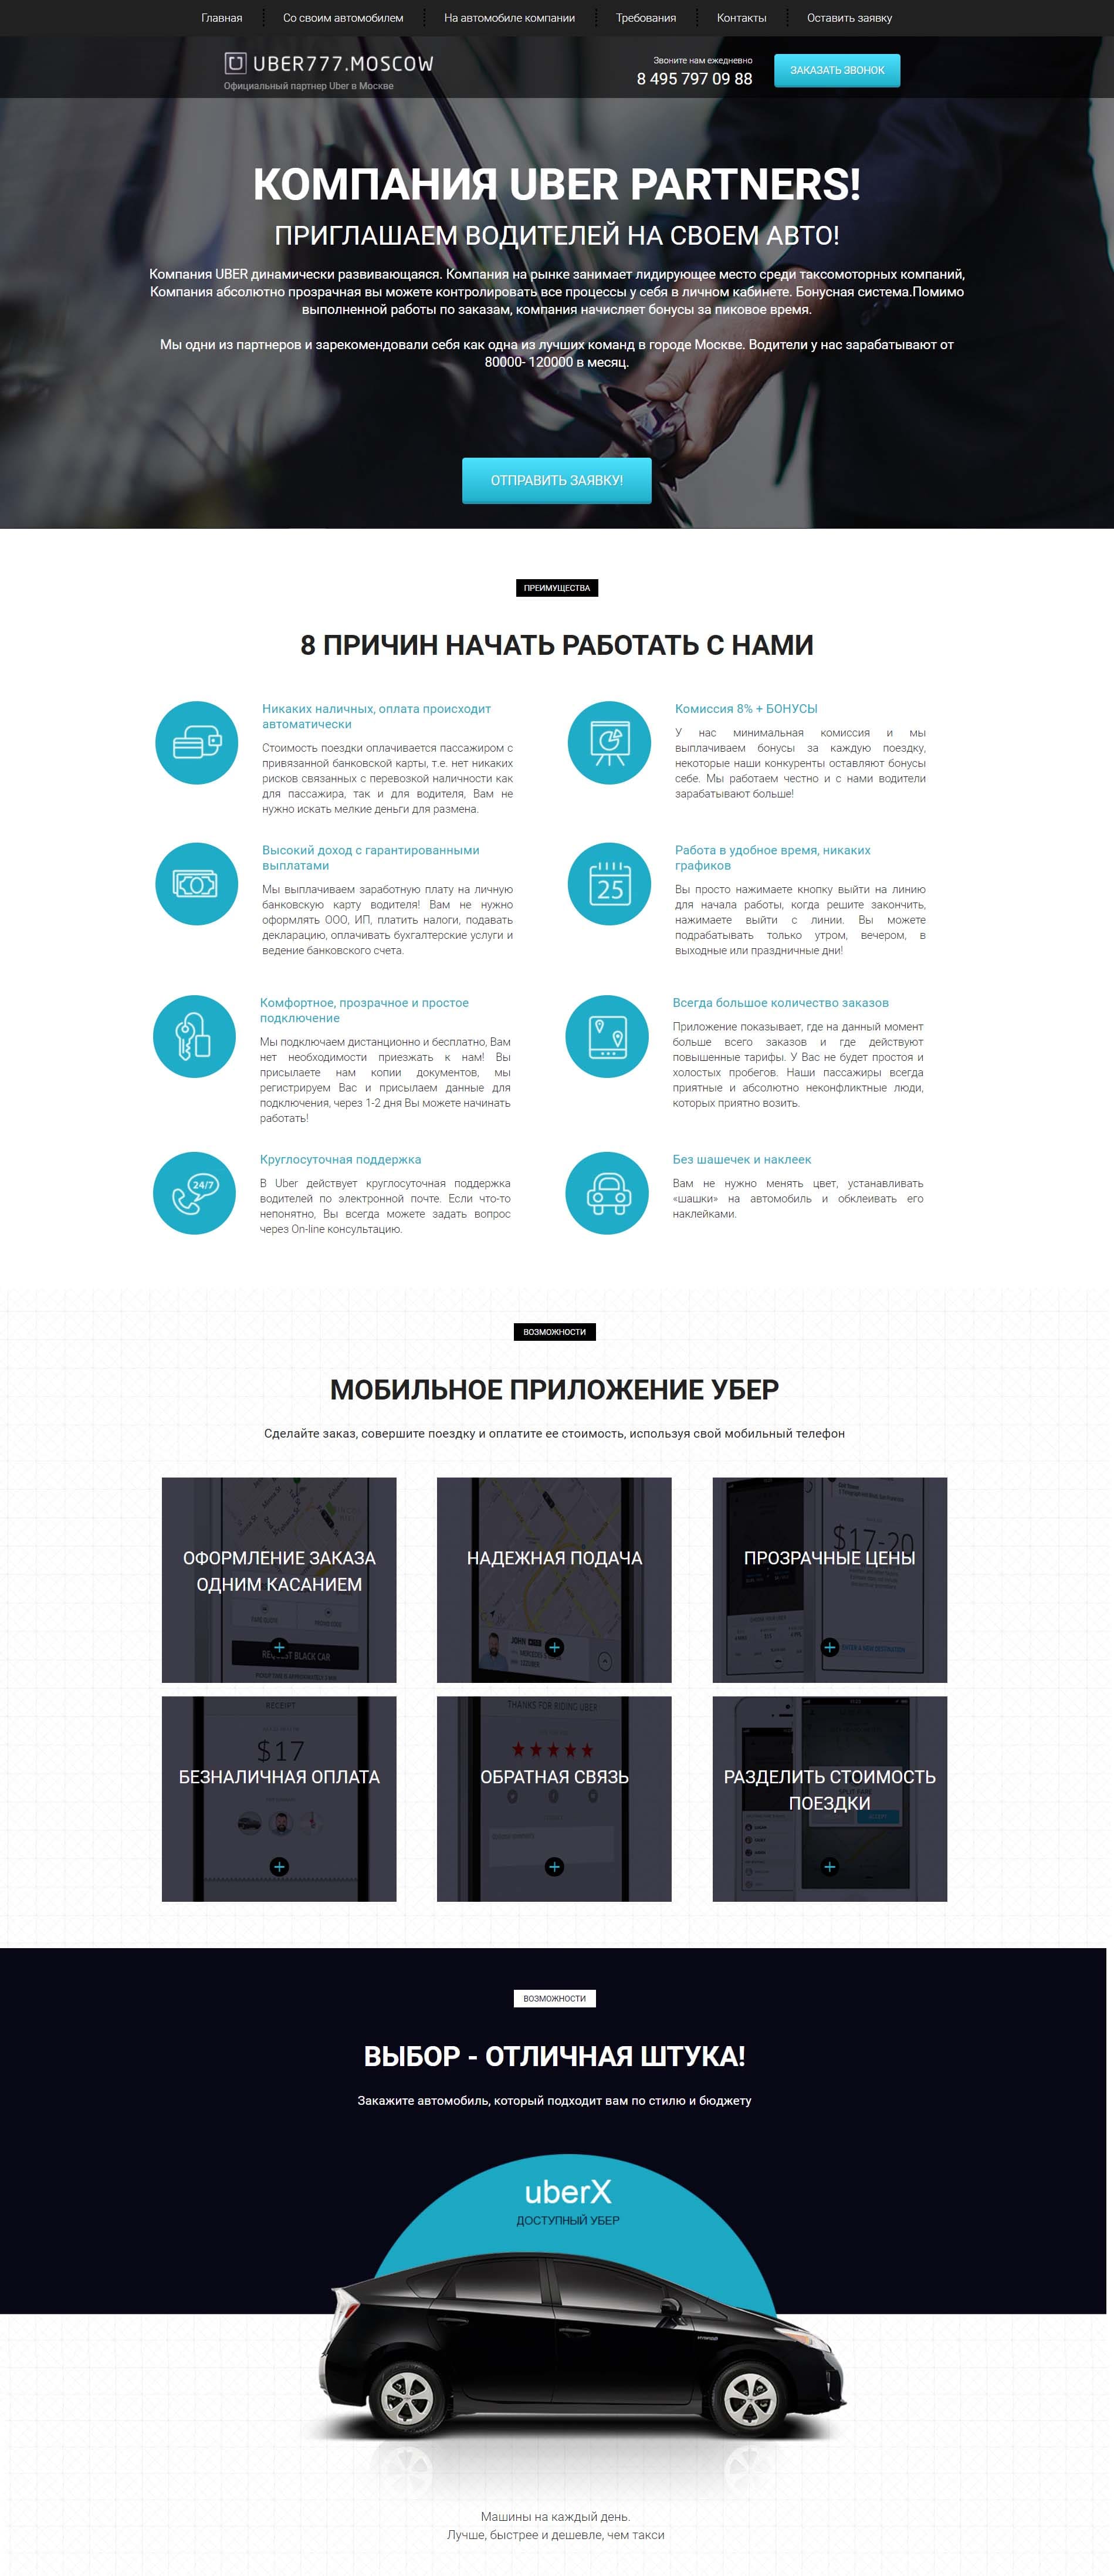 Главная
Со своим автомобилем
На автомобиле компании
Требования
Контакты
Оставить заявку
UBER777.MOSCOW
Официальный партнер Uber в Москве
Звоните нам ежедневно
8 495 797 09 88
ЗАКАЗАТЬ ЗВОНОК
КОМПАНИЯ UBER PARTNERS!
ПРИГЛАШАЕМ ВОДИТЕЛЕЙ НА СВОЕМ АВТО!
Компания UBER динамически развивающаяся. Компания на рынке занимает лидирующее место среди таксомоторных компаний,
Компания абсолютно прозрачная вы можете контролировать все процессы у себя в личном кабинете. Бонусная система.Помимо
выполненной работы по заказам, компания начисляет бонусы за пиковое время.
Мы одни из партнеров и зарекомендовали себя как одна из лучших команд в городе Москве. Водители у нас зарабатывают от
80000- 120000 в месяц.
ОТПРАВИТЬ ЗАЯВКУ!
ПРЕИМУЩЕСТВА
8 ПРИЧИН НАЧАТЬ РАБОТАТЬ С НАМИ
Никаких наличных, оплата происходит
автоматически
Стоимость поездки оплачивается пассажиром с
привязанной банковской карты, т.е. нет никаких
рисков связанных с перевозкой наличности как
для пассажира, так и для водителя, Вам не
нужно искать мелкие деньги для размена.
Комиссия 8% + БОНУСЫ
У нас минимальная комиссия и мы
выплачиваем бонусы за каждую поездку,
некоторые наши конкуренты оставляют бонусы
себе. Мы работаем честно и с нами водители
зарабатывают больше!
Высокий доход с гарантированными
выплатами
Мы выплачиваем заработную плату на личную
банковскую карту водителя! Вам не нужно
оформлять ООО, ИП, платить налоги, подавать
декларацию, оплачивать бухгалтерские услуги и
ведение банковского счета.
25
Работа в удобное время, никаких
графиков
Вы просто нажимаете кнопку выйти на линию
для начала работы, когда решите закончить,
нажимаете выйти с линии. Вы можете
подрабатывать только утром, вечером, в
выходные или праздничные дни!
Комфортное, прозрачное и простое
подключение
Мы подключаем дистанционно и бесплатно, Вам
нет необходимости приезжать к нам! Вы
присылаете нам копии документов, мы
регистрируем Вас и присылаем данные для
подключения, через 1-2 дня Вы можете начинать
работать!
Всегда большое количество заказов
Приложение показывает, где на данный момент
больше всего заказов и где действуют
повышенные тарифы. У Вас не будет простоя и
холостых пробегов. Наши пассажиры всегда
приятные и абсолютно неконфликтные люди,
которых приятно возить.
24/7
Круглосуточная поддержка
В Uber действует круглосуточная поддержка
водителей по электронной почте. Если что-то
непонятно, Вы всегда можете задать вопрос
через On-line консультацию.
Без шашечек и наклеек
Вам не нужно менять цвет, устанавливать
«шашки» на автомобиль и обклеивать его
наклейками.
ВОЗМОЖНОСТИ
МОБИЛЬНОЕ ПРИЛОЖЕНИЕ УБЕР
Сделайте заказ, совершите поездку и оплатите ее стоимость, используя свой мобильный телефон
ОФОРМЛЕНИЕ ЗАКАЗА
ОДНИМ КАСАНИЕМ
НАДЕЖНАЯ ПОДАЧА
$17-20
ПРОЗРАЧНЫЕ ЦЕНЫ
RECEIPT
$17
БЕЗНАЛИЧНАЯ ОПЛАТА
THANKS FOR RIDING UBER
ОБРАТНАЯ СВЯЗЬ
РАЗДЕЛИТЬ СТОИМОСТЬ
ПОЕЗДКИ
ВОЗМОЖНОСТИ
ВЫБОР - ОТЛИЧНАЯ ШТУКА!
Закажите автомобиль, который подходит вам по стилю и бюджету
uberX
ДОСТУПНЫЙ УБЕР
Машины на каждый день.
Лучше, быстрее и дешевле, чем такси